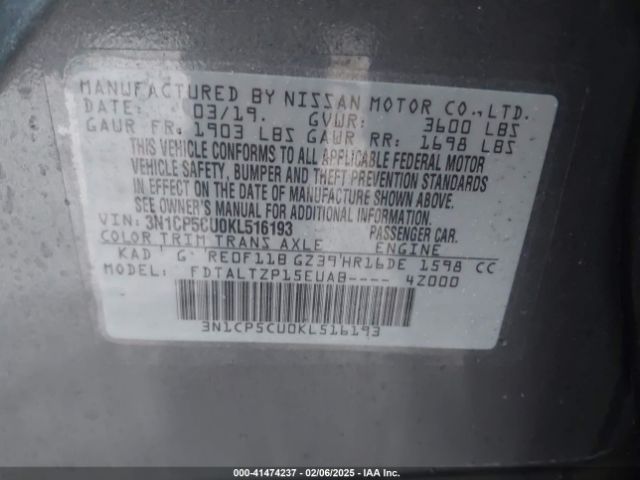 MANUFACTURED BY NISSAN MOTOR CO., LTD.
DATE: 03/19. GVWR: 3600 LBS
GAWR FR. 1903 LBS GAWR RR: 1698 LBS
THIS VEHICLE CONFORMS TO ALL APPLICABLE FEDERAL MOTOR
VEHICLE SAFETY, BUMPER AND THEFT PREVENTION STANDARDS
IN EFFECT ON THE DATE OF MANUFACTURE SHOWN ABOVE.
SEE OWNER'S MANUAL FOR ADDITIONAL INFORMATION.
VIN: 3N1CP5CU0KL516193 PASSENGER CAR.
COLOR TRIM TRANS AXLE ENGINE
KAD G RE0F11B GZ39 HR16DE 1598 CC
MODEL: FDTALTZP15EUAB---- 4Z000
3N1CP5CU0KL516193
000-41474237 - 02/06/2025 - IAA Inc.